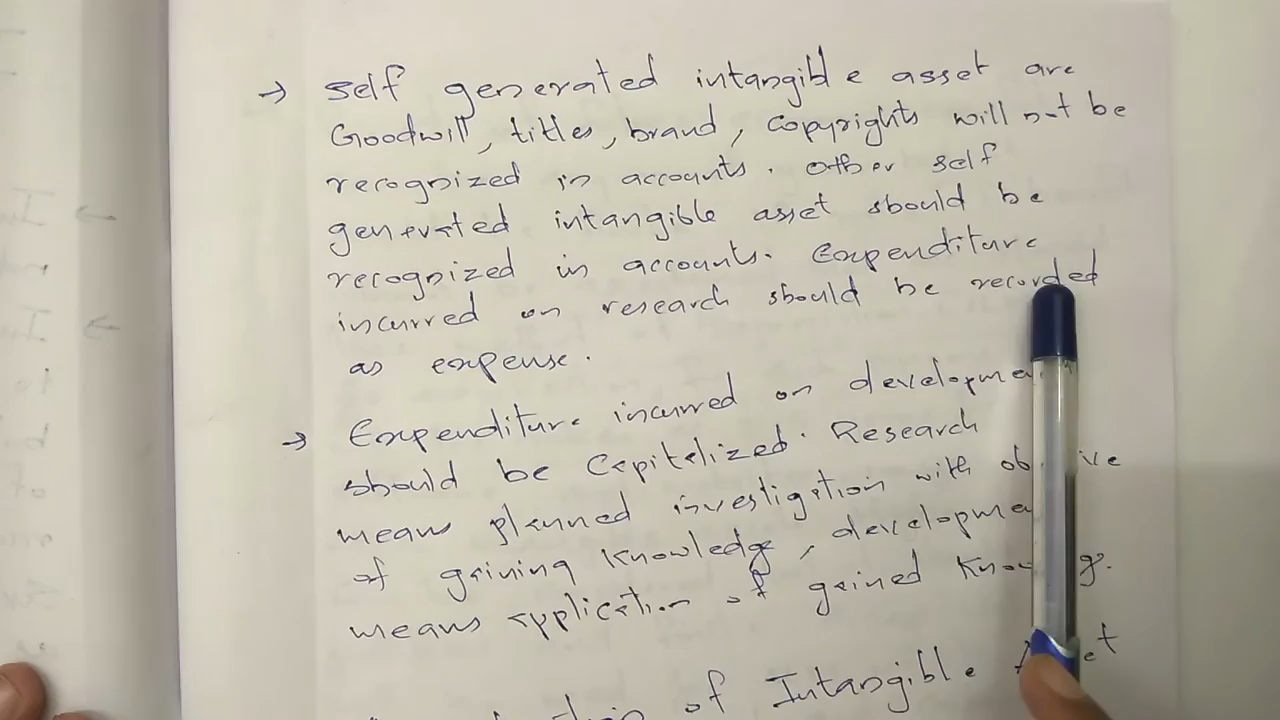 → Self generated intangible asset are
Goodwill, titles, brand, copyrights will not be
recognized in accounts. Other self
generated intangible asset should be
recognized in accounts. Expenditure
incurred on research should be recorded
as expense.
→ Expenditure incurred on
should be Capitalized. Research
means planned investigation with
of gaining knowledge, 
means application of gained
of Intangible